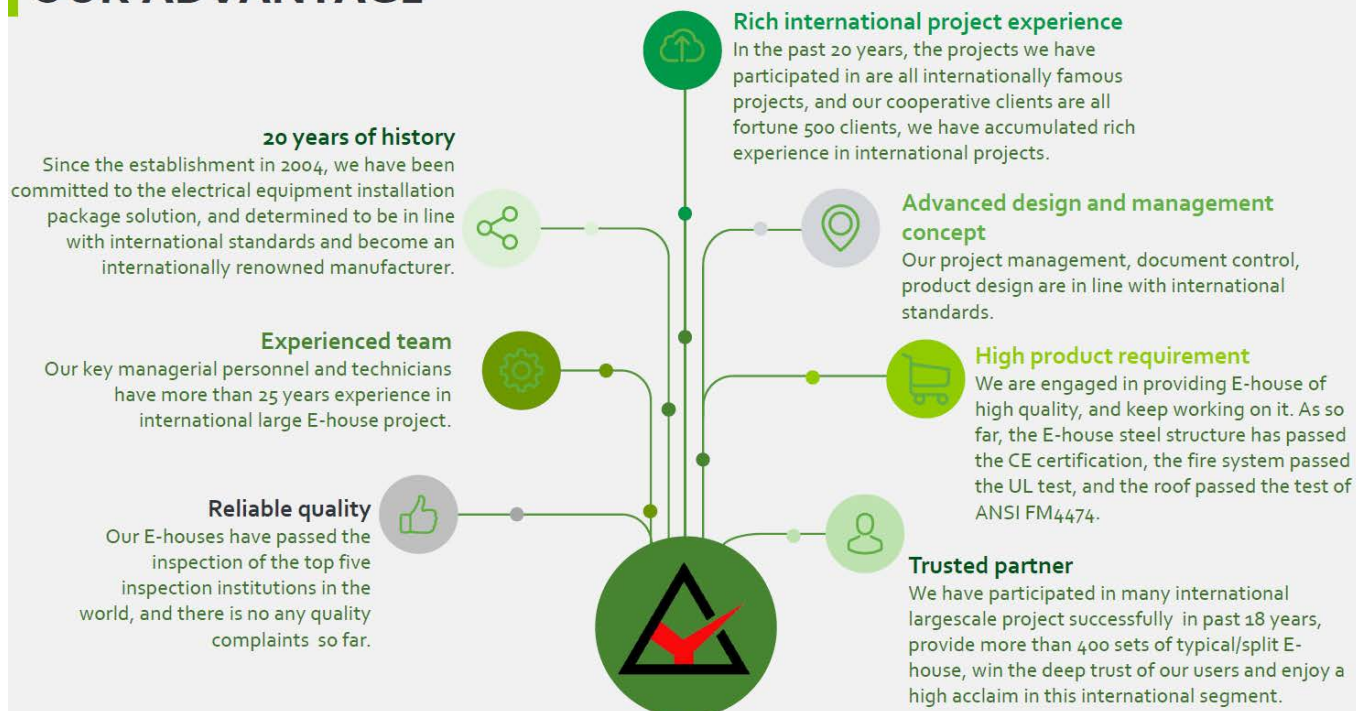 OUR ADVANTAGE
Rich international project experience
In the past 20 years, the projects we have
participated in are all internationally famous
projects, and our cooperative clients are all
fortune 500 clients, we have accumulated rich
experience in international projects.
20 years of history
Since the establishment in 2004, we have been
committed to the electrical equipment installation
package solution, and determined to be in line
with international standards and become an
internationally renowned manufacturer.
Advanced design and management
concept
Our project management, document control,
product design are in line with international
standards.
Experienced team
Our key managerial personnel and technicians
have more than 25 years experience in
international large E-house project.
High product requirement
We are engaged in providing E-house of
high quality, and keep working on it. As so
far, the E-house steel structure has passed
the CE certification, the fire system passed
the UL test, and the roof passed the test of
ANSI FM4474.
Reliable quality
Our E-houses have passed the
inspection of the top five
inspection institutions in the
world, and there is no any quality
complaints so far.
Trusted partner
We have participated in many international
largescale project successfully in past 18 years,
provide more than 400 sets of typical/split E-
house, win the deep trust of our users and enjoy a
high acclaim in this international segment.